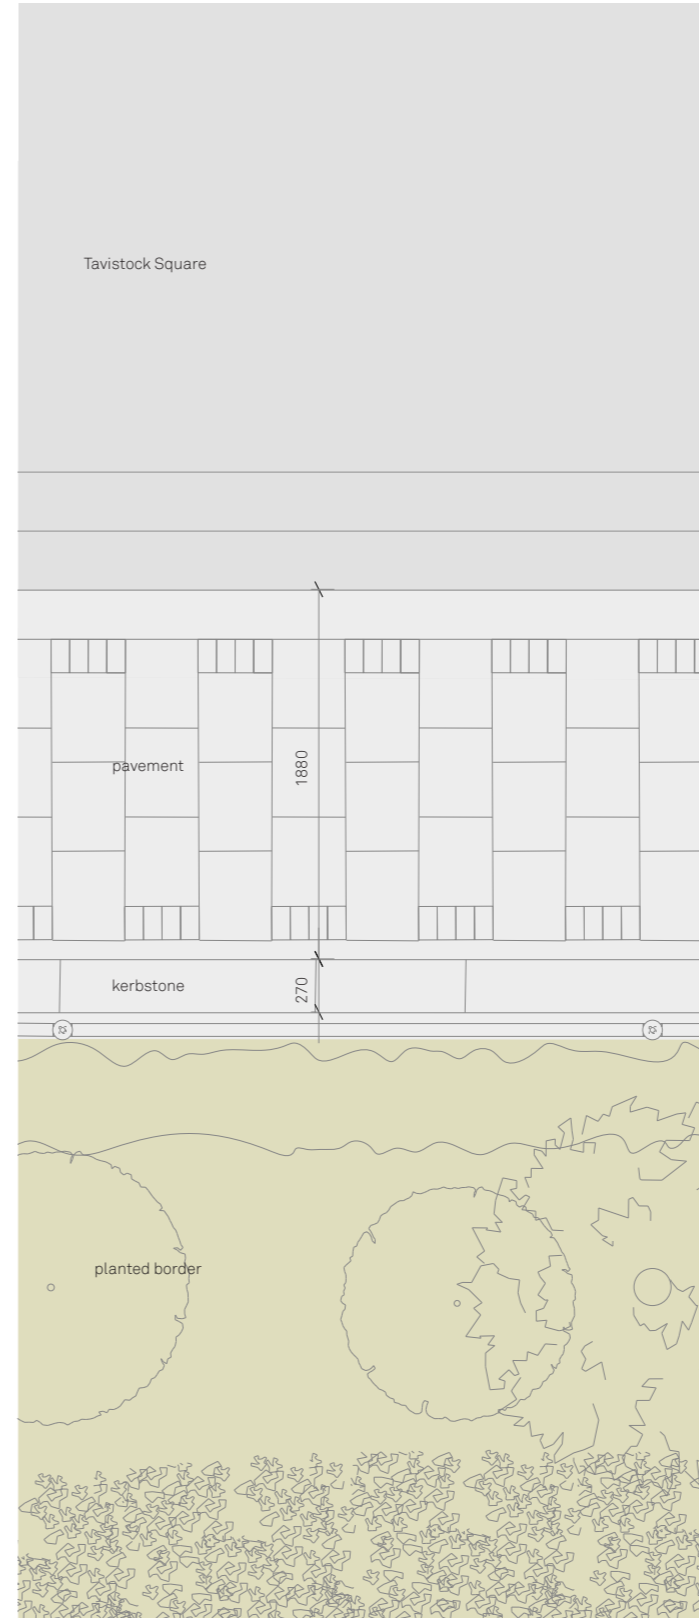 Tavistock Square
pavement
1880
kerbstone
270
planted border